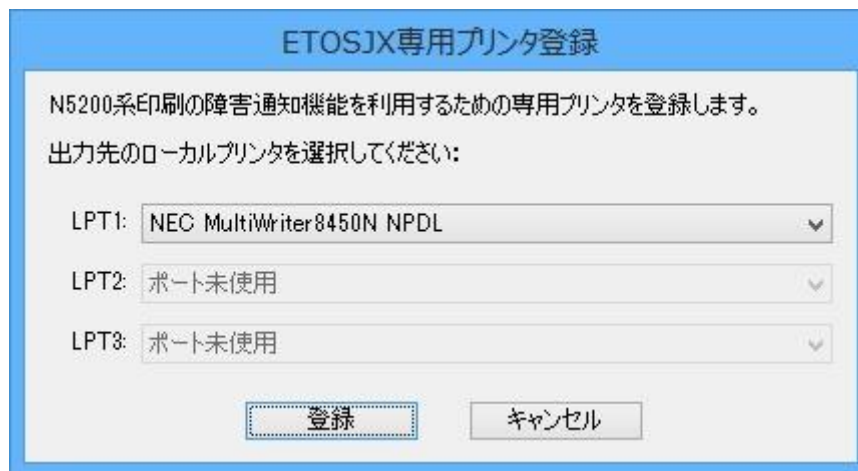 ETOSJX専用プリンタ登録
N5200系印刷の障害通知機能を利用するための専用プリンタを登録します。
出力先のローカルプリンタを選択してください:
LPT1: NEC MultiWriter8450N NPDL
LPT2: ポート未使用
LPT3: ポート未使用
登録 キャンセル